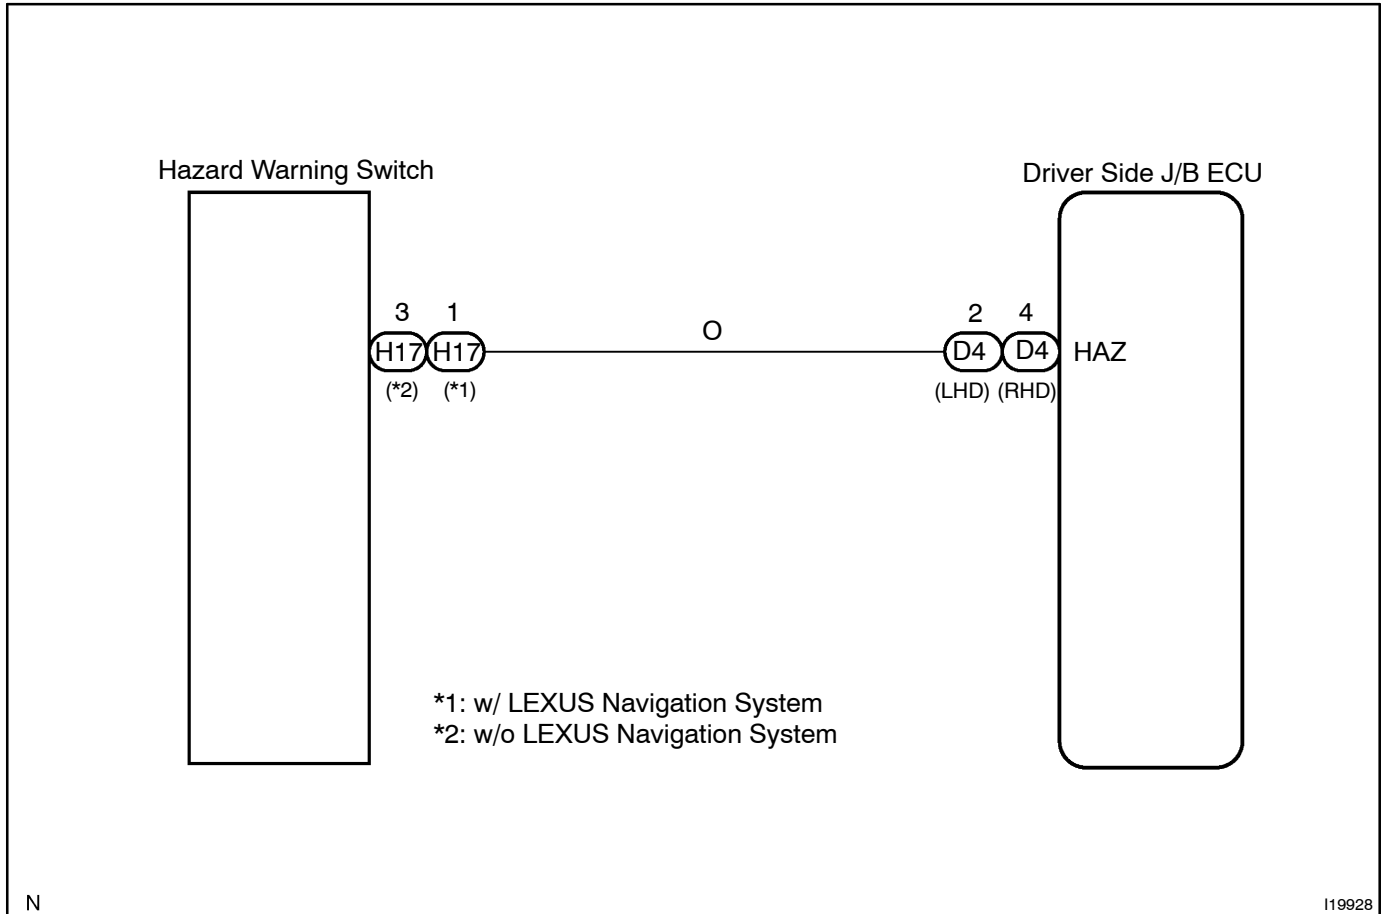 Hazard Warning Switch
Driver Side J/B ECU
3 1
O
2 4
H17 H17
D4 D4 HAZ
(*2) (*1)
(LHD) (RHD)
*1: w/ LEXUS Navigation System
*2: w/o LEXUS Navigation System
N
I19928